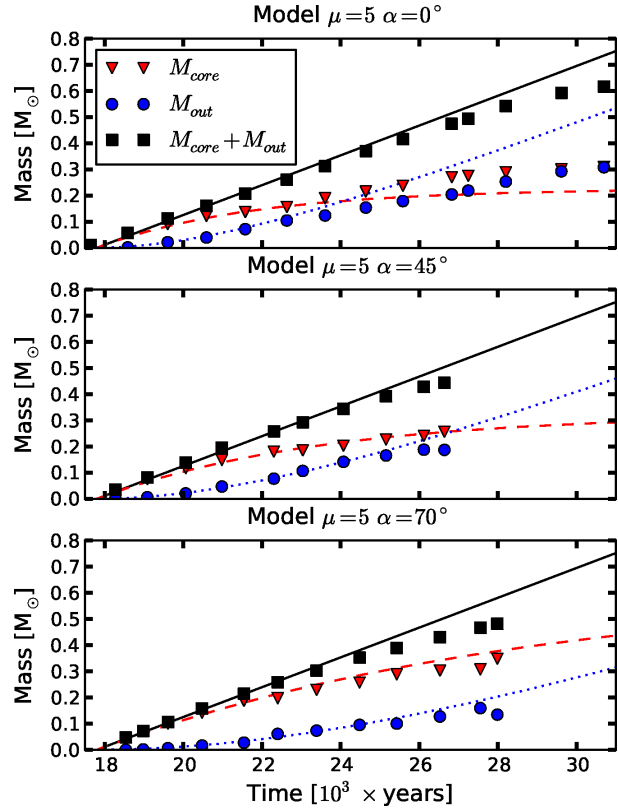 Model μ=5 α=0°
0.8
0.7
0.6
0.5
0.4
0.3
0.2
0.1
0.0
Mass [M⊙]
M_core
M_out
M_core + M_out
Model μ=5 α=45°
0.8
0.7
0.6
0.5
0.4
0.3
0.2
0.1
0.0
Mass [M⊙]
Model μ=5 α=70°
0.8
0.7
0.6
0.5
0.4
0.3
0.2
0.1
0.0
Mass [M⊙]
18 20 22 24 26 28 30
Time [10³ × years]